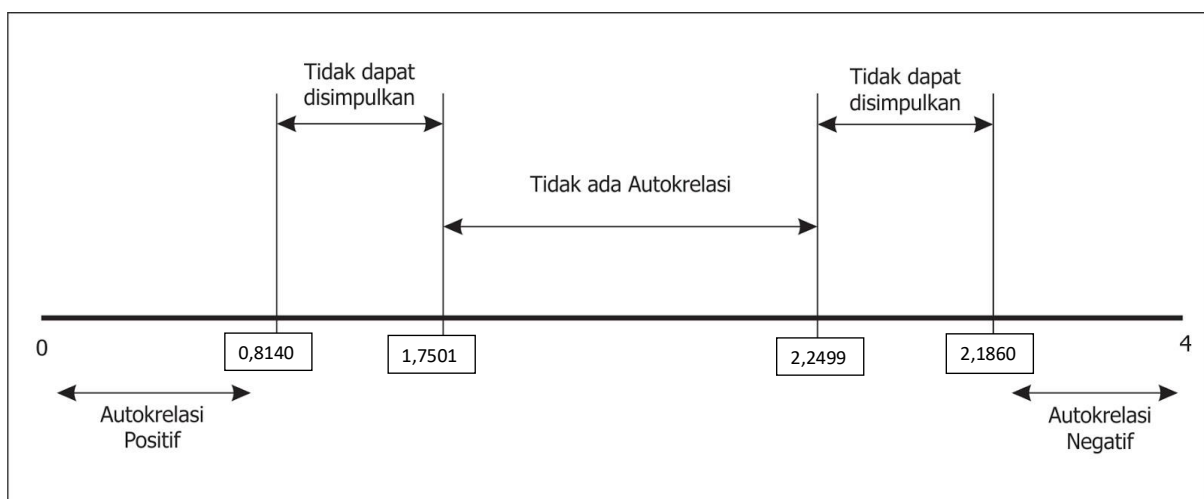 Tidak dapat
disimpulkan
Tidak dapat
disimpulkan
Tidak ada Autokrelasi
0
0,8140
1,7501
2,2499
2,1860
4
Autokrelasi
Positif
Autokrelasi
Negatif